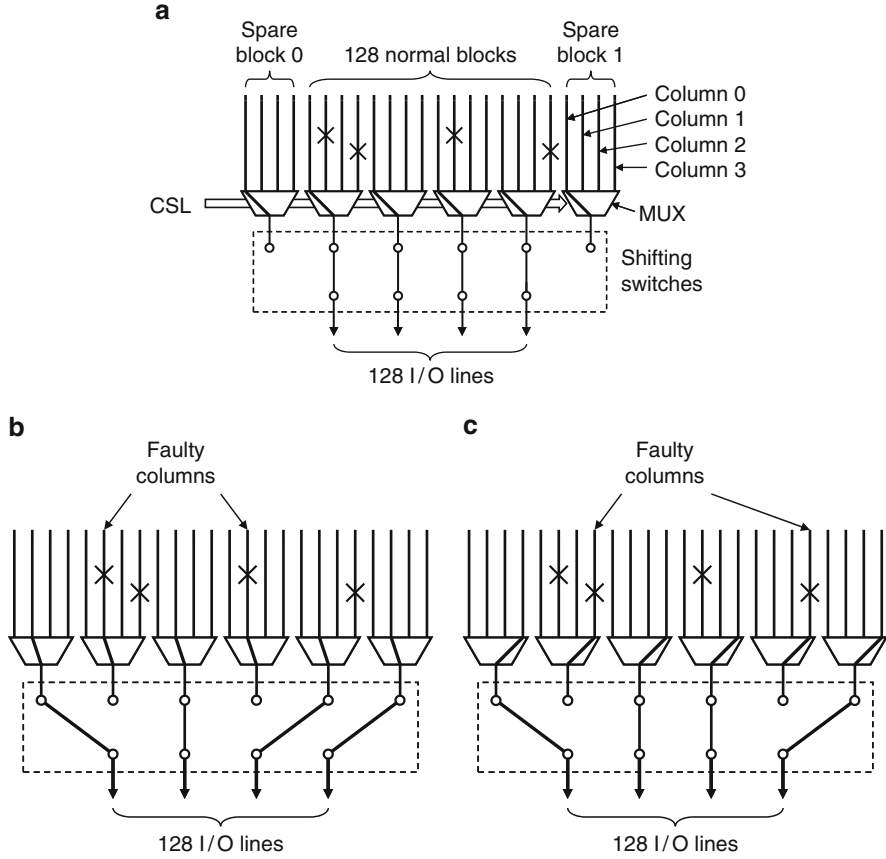 a
Spare
block 0
128 normal blocks
Spare
block 1
Column 0
Column 1
Column 2
Column 3
CSL
MUX
Shifting
switches
128 I/O lines
b
Faulty
columns
128 I/O lines
c
Faulty
columns
128 I/O lines